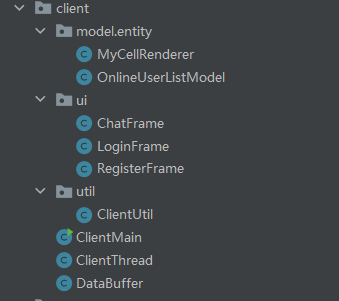 client
model.entity
MyCellRenderer
OnlineUserListModel
ui
ChatFrame
LoginFrame
RegisterFrame
util
ClientUtil
ClientMain
ClientThread
DataBuffer